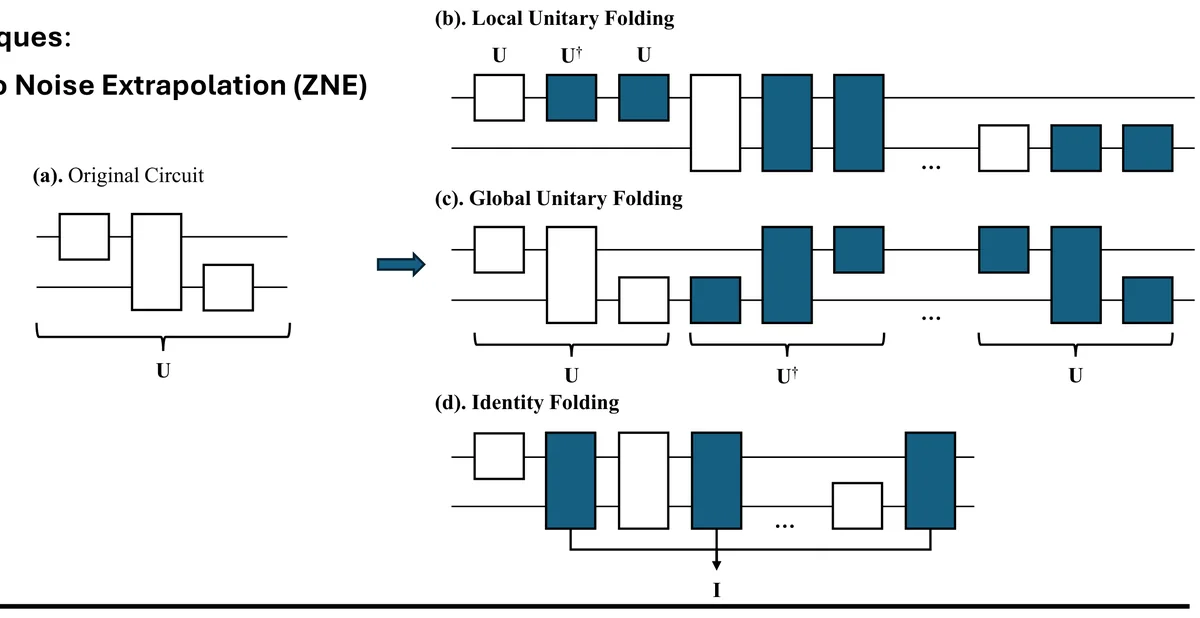 ques:
o Noise Extrapolation (ZNE)
(a). Original Circuit
U
(b). Local Unitary Folding
U U† U
...
(c). Global Unitary Folding
...
U U† U
(d). Identity Folding
...
I